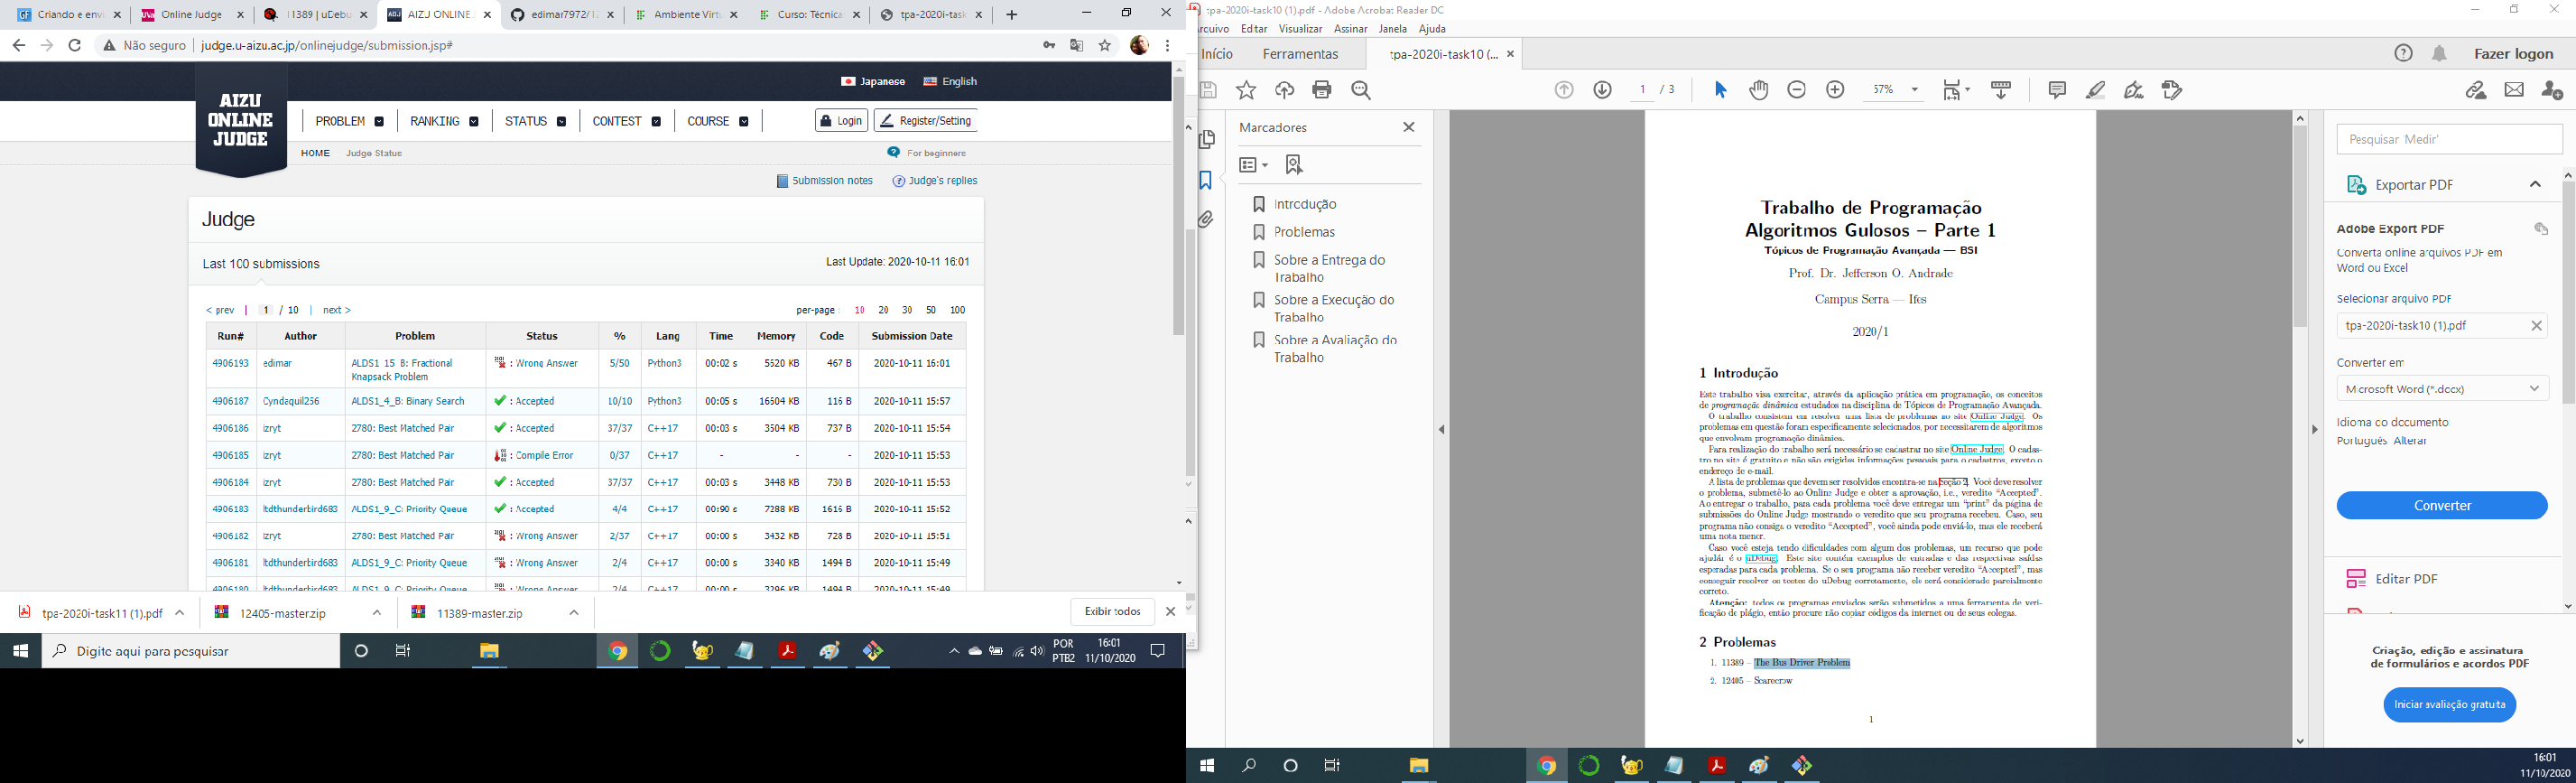 Criando e envi
Online Judge
11389 | uDebu
AIZU ONLINE
edimar7972/12
Ambiente Virtu
Curso: Técnica
tpa-2020i-task
Não seguro
judge.u-aizu.ac.jp/onlinejudge/submission.jsp#
Japanese
English
AIZU
ONLINE
JUDGE
PROBLEM
RANKING
STATUS
CONTEST
COURSE
Login
Register/Setting
HOME
Judge Status
For beginners
Submission notes
Judge's replies
Judge
Last 100 submissions
Last Update: 2020-10-11 16:01
< prev | 1 / 10 | next >
per-page 10 20 30 50 100
Run# Author Problem Status % Lang Time Memory Code Submission Date
4906193 edimar ALDS1_15_B: Fractional Knapsack Problem : Wrong Answer 5/50 Python3 00:02 s 5520 KB 467 B 2020-10-11 16:01
4906187 Cyndaquil256 ALDS1_4_B: Binary Search : Accepted 10/10 Python3 00:05 s 16504 KB 116 B 2020-10-11 15:57
4906186 izryt 2780: Best Matched Pair : Accepted 37/37 C++17 00:03 s 3504 KB 737 B 2020-10-11 15:54
4906185 izryt 2780: Best Matched Pair : Compile Error 0/37 C++17 - - - 2020-10-11 15:53
4906184 izryt 2780: Best Matched Pair : Accepted 37/37 C++17 00:03 s 3448 KB 730 B 2020-10-11 15:53
4906183 ltdthunderbird683 ALDS1_9_C: Priority Queue : Accepted 4/4 C++17 00:90 s 7288 KB 1616 B 2020-10-11 15:52
4906182 izryt 2780: Best Matched Pair : Wrong Answer 2/37 C++17 00:00 s 3432 KB 728 B 2020-10-11 15:51
4906181 ltdthunderbird683 ALDS1_9_C: Priority Queue : Wrong Answer 2/4 C++17 00:00 s 3340 KB 1494 B 2020-10-11 15:49
4906180 ltdthunderbird683 ALDS1_9_C: Priority Queue : Wrong Answer 2/4 C++17 00:00 s 3296 KB 1494 B 2020-10-11 15:49
tpa-2020i-task11 (1).pdf
12405-master.zip
11389-master.zip
Exibir todos
Digite aqui para pesquisar
POR
PTB2
16:01
11/10/2020
tpa-2020i-task10 (1).pdf - Adobe Acrobat Reader DC
rquivo Editar Visualizar Assinar Janela Ajuda
Início
Ferramentas
tpa-2020i-task10 (...
Fazer logon
1 / 3
57%
Marcadores
Introdução
Problemas
Sobre a Entrega do
Trabalho
Sobre a Execução do
Trabalho
Sobre a Avaliação do
Trabalho
Trabalho de Programação
Algoritmos Gulosos – Parte 1
Tópicos de Programação Avançada — BSI
Prof. Dr. Jefferson O. Andrade
Campus Serra — Ifes
2020/1
1 Introdução
Este trabalho visa exercitar, através da aplicação prática em programação, os conceitos
de programação dinâmica estudados na disciplina de Tópicos de Programação Avançada.
O trabalho consistem em resolver uma lista de problemas no site Online Judge. Os
problemas em questão foram especificamente selecionados, por necessitarem de algoritmos
que envolvam programação dinâmica.
Para realização do trabalho será necessário se cadastrar no site Online Judge. O cadas-
tro no site é gratuito e não são exigidas informações pessoais para o cadastros, exceto o
endereço de e-mail.
A lista de problemas que devem ser resolvidos encontra-se na Seção 2. Você deve resolver
o problema, submetê-lo ao Online Judge e obter a aprovação, i.e., veredito “Accepted”.
Ao entregar o trabalho, para cada problema você deve entregar um “print” da página de
submissões do Online Judge mostrando o veredito que seu programa recebeu. Caso, seu
programa não consiga o veredito “Accepted”, você ainda pode enviá-lo, mas ele receberá
uma nota menor.
Caso você esteja tendo dificuldades com algum dos problemas, um recurso que pode
ajudar é o uDebug. Este site contém exemplos de entradas e das respectivas saídas
esperadas para cada problema. Se o seu programa não receber veredito “Accepted”, mas
conseguir resolver os testes do uDebug corretamente, ele será considerado parcialmente
correto.
Atenção: todos os programas enviados serão submetidos a uma ferramenta de veri-
ficação de plágio, então procure não copiar códigos da internet ou de seus colegas.
2 Problemas
1. 11389 – The Bus Driver Problem
2. 12405 – Scarecrow
1
Pesquisar 'Medir'
Exportar PDF
Adobe Export PDF
Converta online arquivos PDF em
Word ou Excel
Selecionar arquivo PDF
tpa-2020i-task10 (1).pdf
Converter em
Microsoft Word (*.docx)
Idioma do documento:
Português Alterar
Converter
Editar PDF
Criação, edição e assinatura
de formulários e acordos PDF
Iniciar avaliação gratuita
16:01
11/10/2020